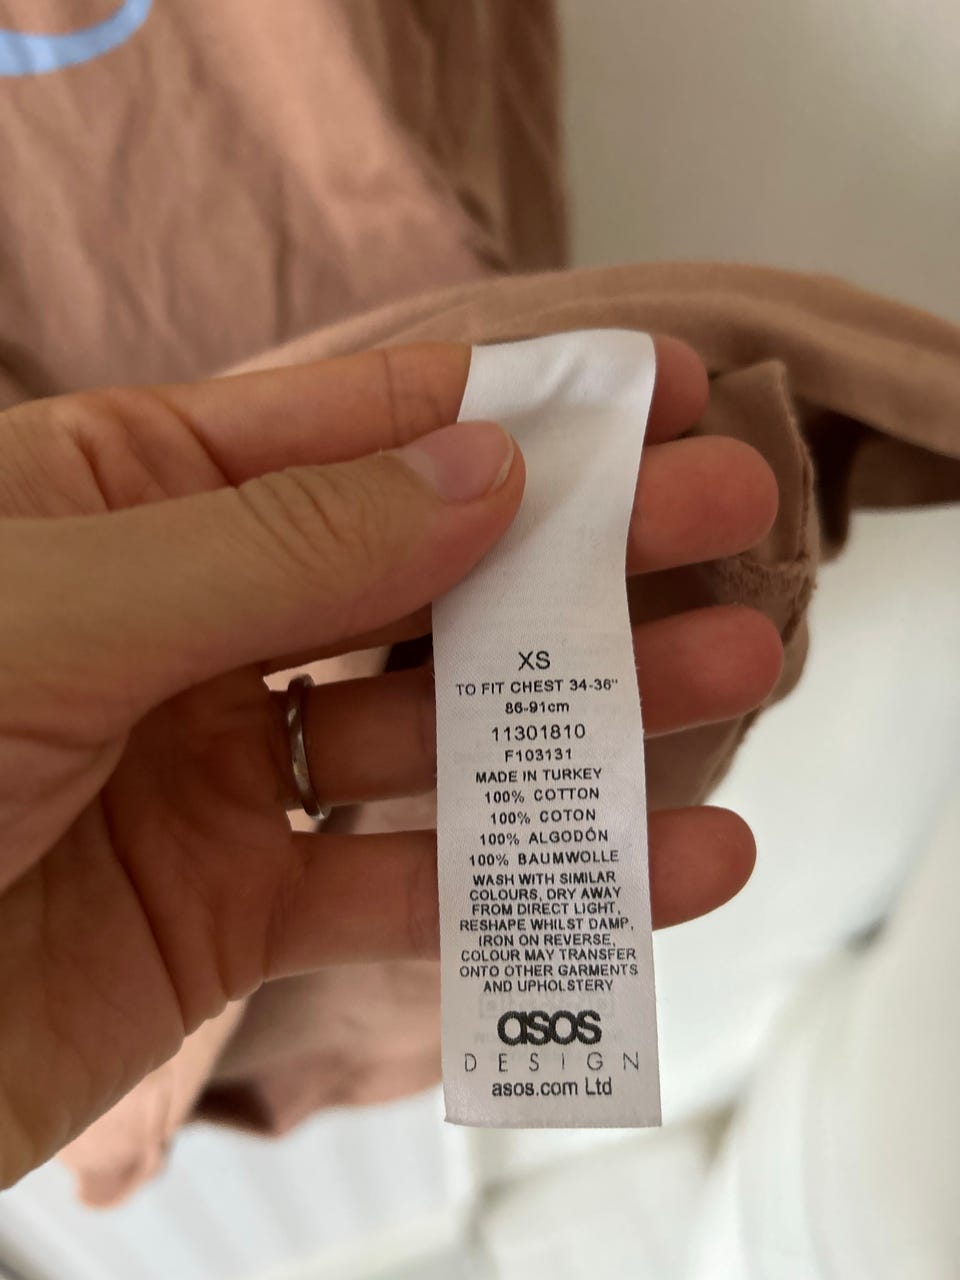 XS
TO FIT CHEST 34-36"
86-91cm
11301810
F103131
MADE IN TURKEY
100% COTTON
100% COTON
100% ALGODÓN
100% BAUMWOLLE
WASH WITH SIMILAR
COLOURS, DRY AWAY
FROM DIRECT LIGHT,
RESHAPE WHILST DAMP,
IRON ON REVERSE,
COLOUR MAY TRANSFER
ONTO OTHER GARMENTS
AND UPHOLSTERY
asos
DESIGN
asos.com Ltd